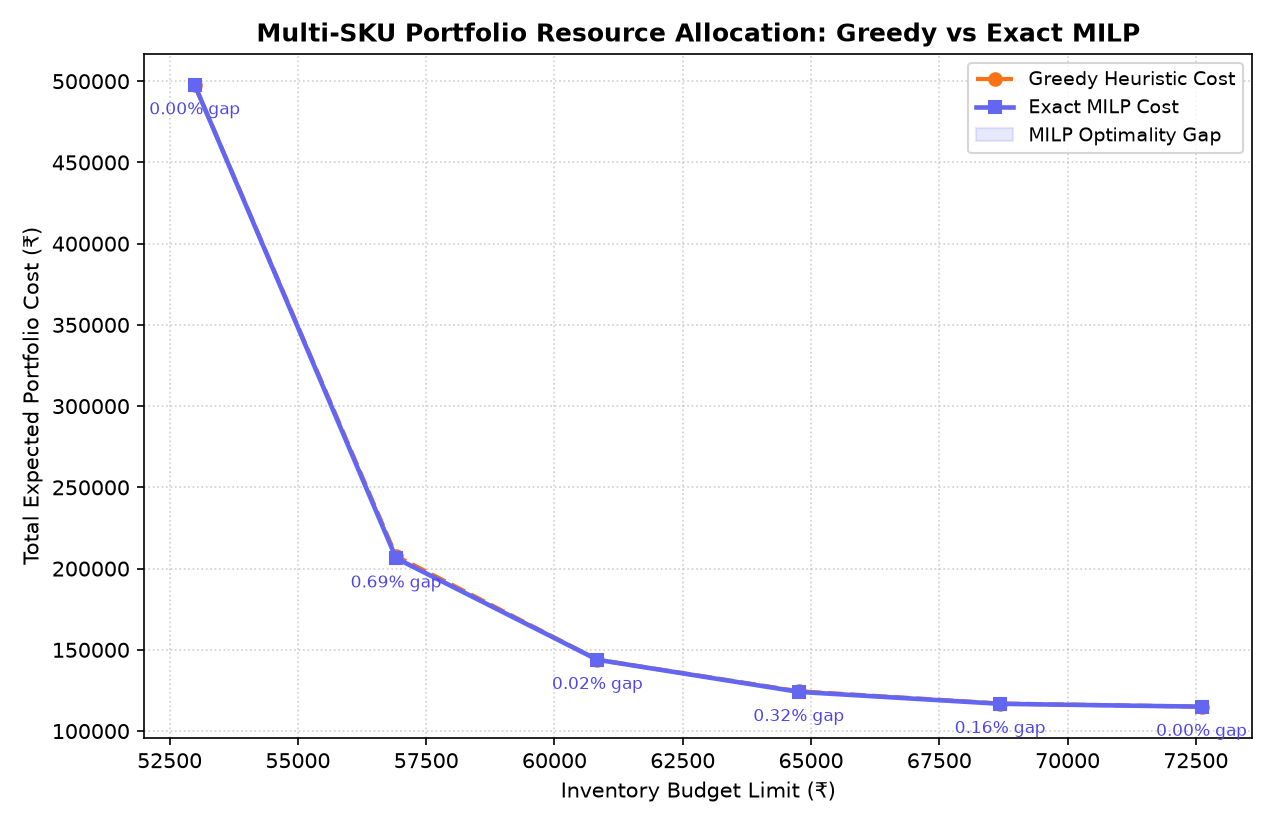 Multi-SKU Portfolio Resource Allocation: Greedy vs Exact MILP
Greedy Heuristic Cost
Exact MILP Cost
MILP Optimality Gap
Total Expected Portfolio Cost (₹)
500000
450000
400000
350000
300000
250000
200000
150000
100000
0.00% gap
0.69% gap
0.02% gap
0.32% gap
0.16% gap
0.00% gap
52500
55000
57500
60000
62500
65000
67500
70000
72500
Inventory Budget Limit (₹)